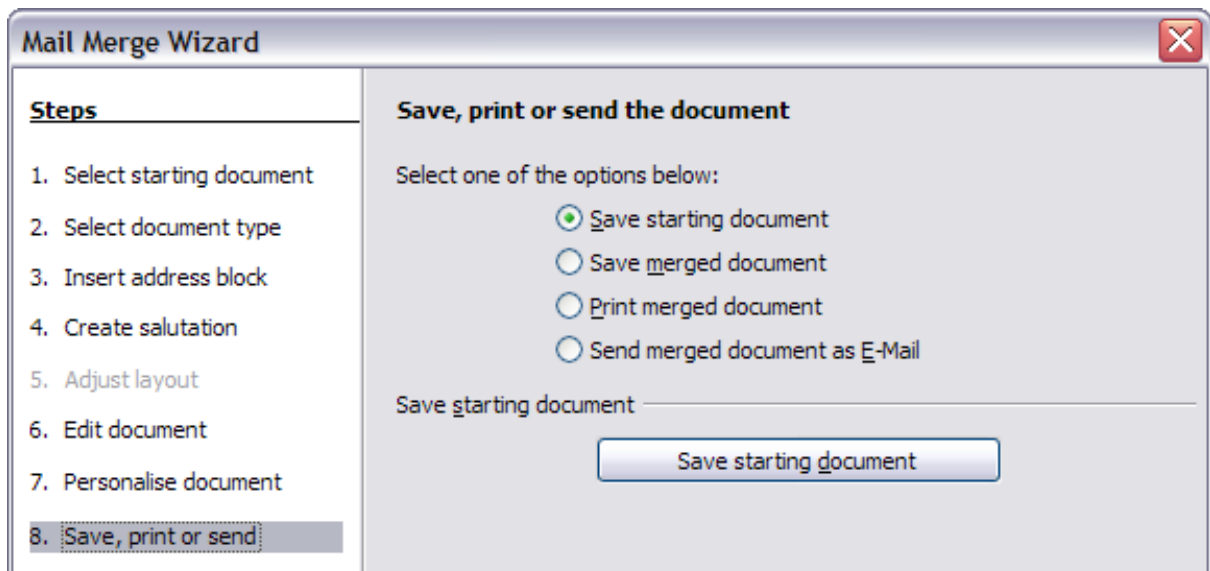 Mail Merge Wizard
Steps
1. Select starting document
2. Select document type
3. Insert address block
4. Create salutation
5. Adjust layout
6. Edit document
7. Personalise document
8. Save, print or send
Save, print or send the document
Select one of the options below:
Save starting document
Save merged document
Print merged document
Send merged document as E-Mail
Save starting document
Save starting document